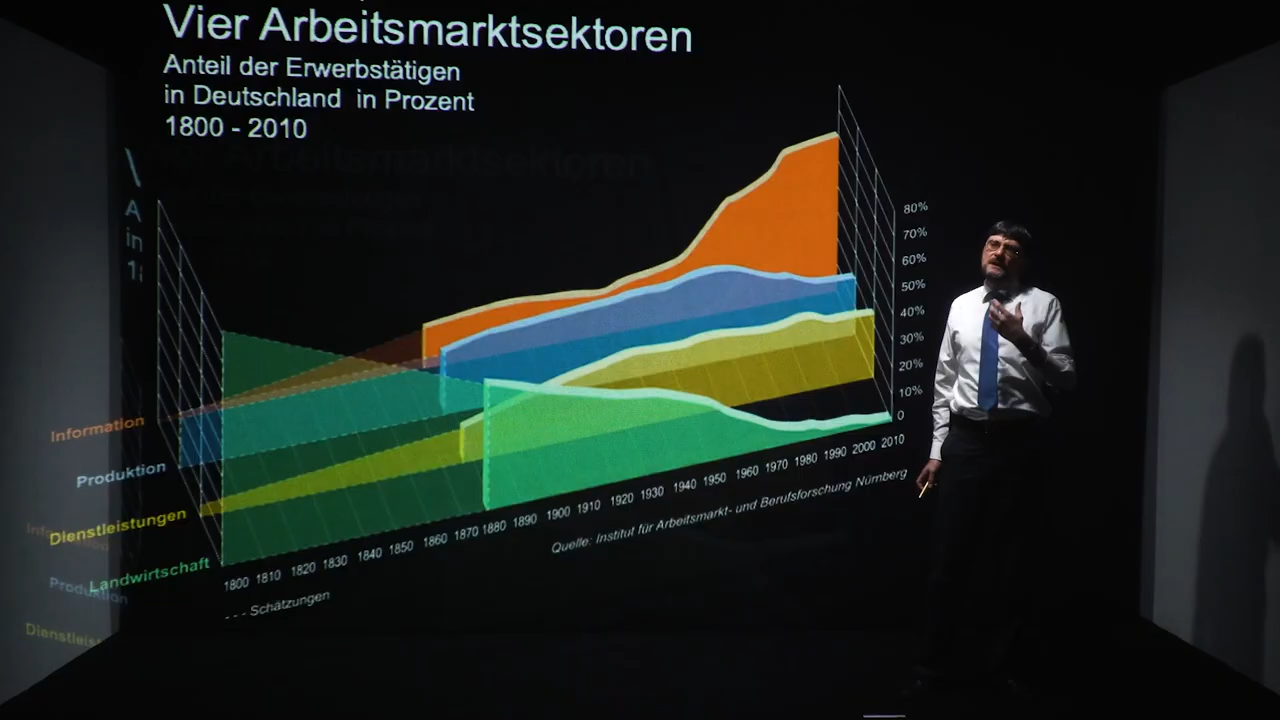 Vier Arbeitsmarktsektoren
Anteil der Erwerbstätigen
in Deutschland in Prozent
1800 - 2010
80%
70%
60%
50%
40%
30%
20%
10%
0
Information
Produktion
Dienstleistungen
Landwirtschaft
1800 1810 1820 1830 1840 1850 1860 1870 1880 1890 1900 1910 1920 1930 1940 1950 1960 1970 1980 1990 2000 2010
Quelle: Institut für Arbeitsmarkt- und Berufsforschung Nürnberg
--- Schätzungen